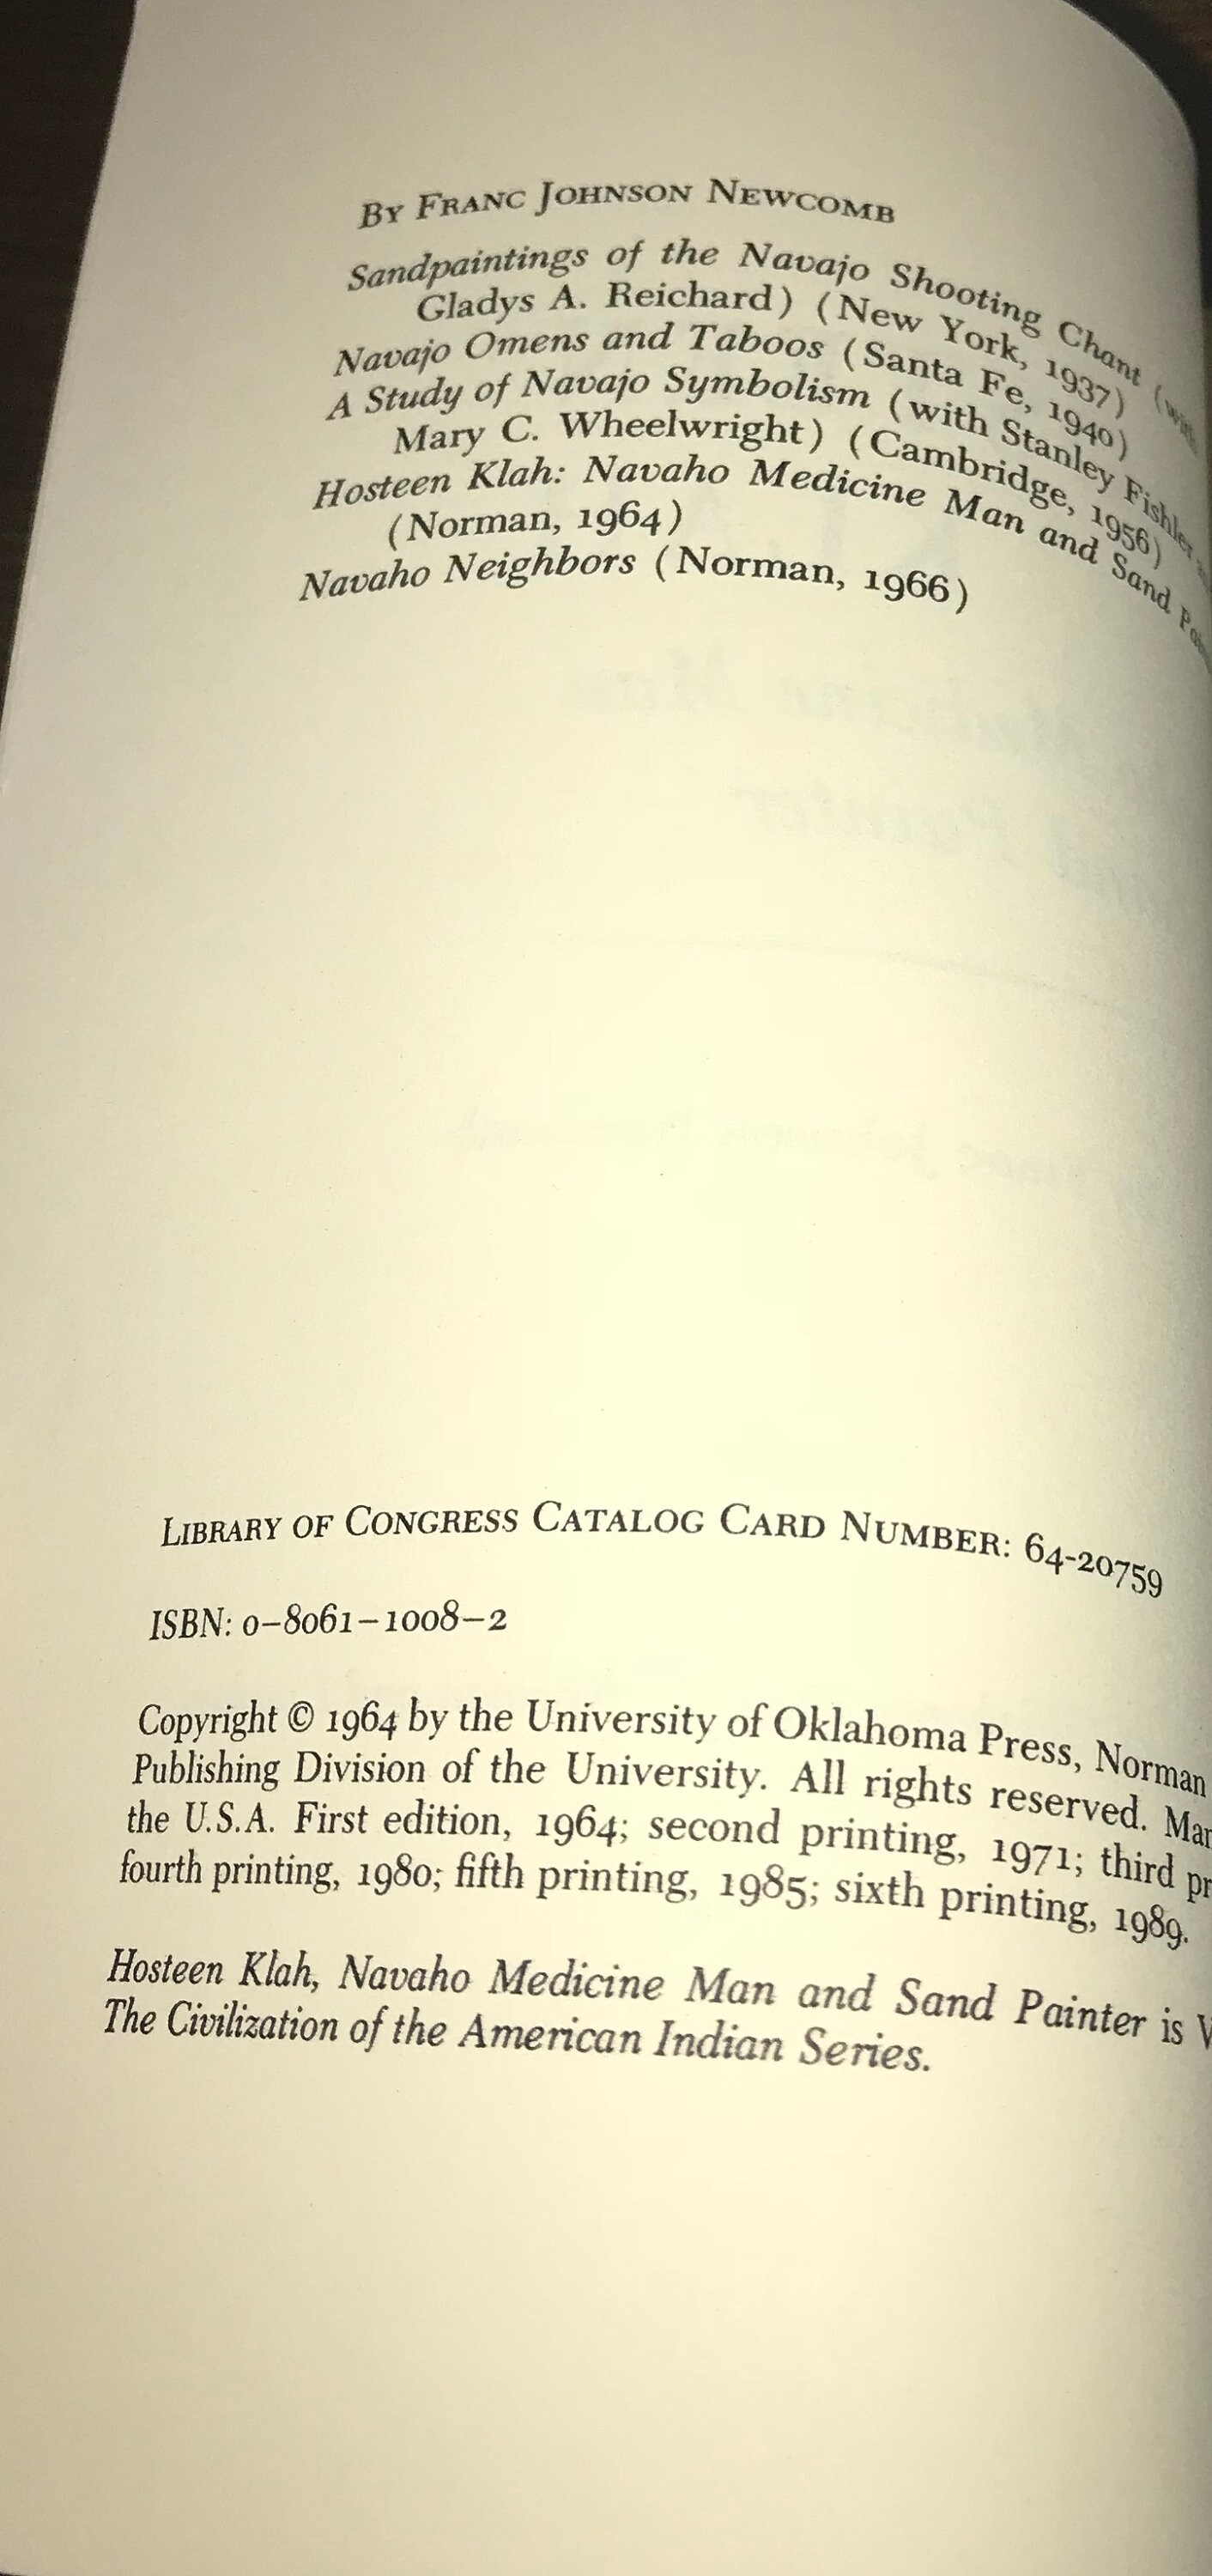 By Franc Johnson Newcomb
Sandpaintings of the Navajo Shooting Chant (with
Gladys A. Reichard) (New York, 1937)
Navajo Omens and Taboos (Santa Fe, 1940)
A Study of Navajo Symbolism (with Stanley Fishler
Mary C. Wheelwright) (Cambridge, 1956)
Hosteen Klah: Navaho Medicine Man and Sand
(Norman, 1964)
Navaho Neighbors (Norman, 1966)
Library of Congress Catalog Card Number: 64-20759
ISBN: 0–8061–1008–2
Copyright © 1964 by the University of Oklahoma Press, Norman
Publishing Division of the University. All rights reserved.
the U.S.A. First edition, 1964; second printing, 1971; third
fourth printing, 1980; fifth printing, 1985; sixth printing, 1989.
Hosteen Klah, Navaho Medicine Man and Sand Painter is
The Civilization of the American Indian Series.